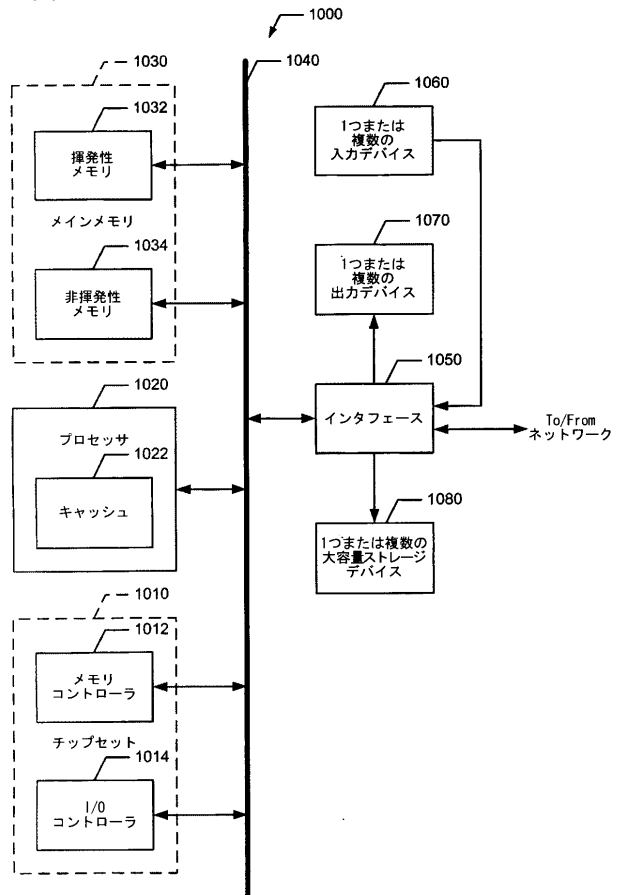 1000
1030
1032
揮発性
メモリ
メインメモリ
1034
非揮発性
メモリ
1020
プロセッサ
1022
キャッシュ
1010
1012
メモリ
コントローラ
チップセット
1014
I/O
コントローラ
1040
1060
1つまたは
複数の
入力デバイス
1070
1つまたは
複数の
出力デバイス
1050
インタフェース
To/From
ネットワーク
1080
1つまたは複数の
大容量ストレージ
デバイス